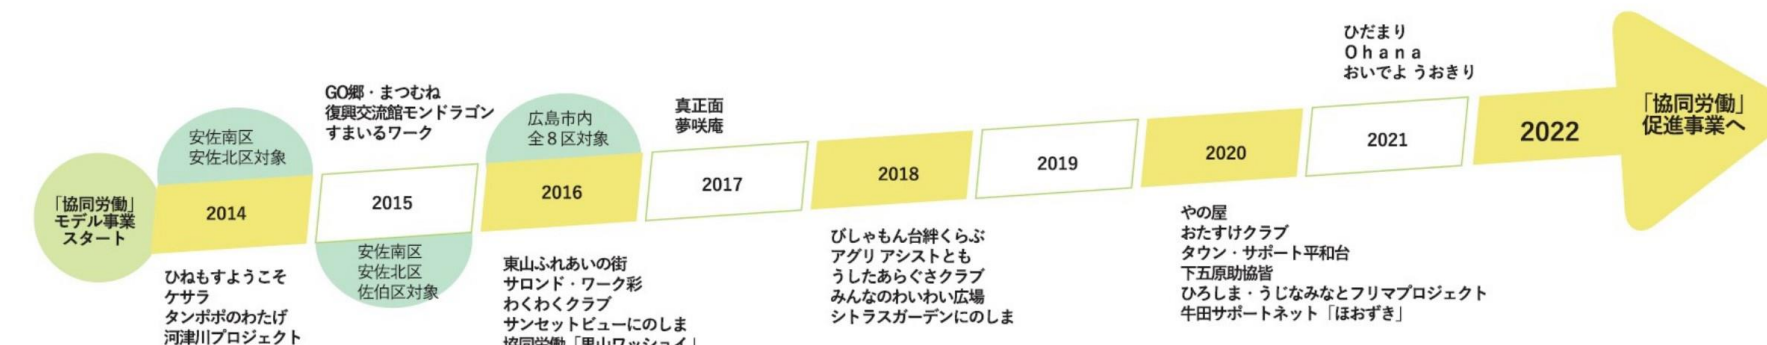 「協同労働」
モデル事業
スタート
安佐南区
安佐北区対象
2014
ひねもすようこそ
ケサラ
タンポポのわたげ
河津川プロジェクト
GO郷・まつむね
復興交流館モンドラゴン
すまいるワーク
2015
安佐南区
安佐北区
佐伯区対象
広島市内
全8区対象
2016
東山ふれあいの街
サロンド・ワーク彩
わくわくクラブ
サンセットビューにのしま
協同労働「里山ワッショイ」
真正面
夢咲庵
2017
2018
びしゃもん台絆くらぶ
アグリ アシストとも
うしたあらぐさクラブ
みんなのわいわい広場
シトラスガーデンにのしま
2019
2020
やの屋
おたすけクラブ
タウン・サポート平和台
下五原助協皆
ひろしま・うじなみなとフリマプロジェクト
牛田サポートネット「ほおずき」
ひだまり
Ohana
おいでよ うおきり
2021
2022
「協同労働」
促進事業へ